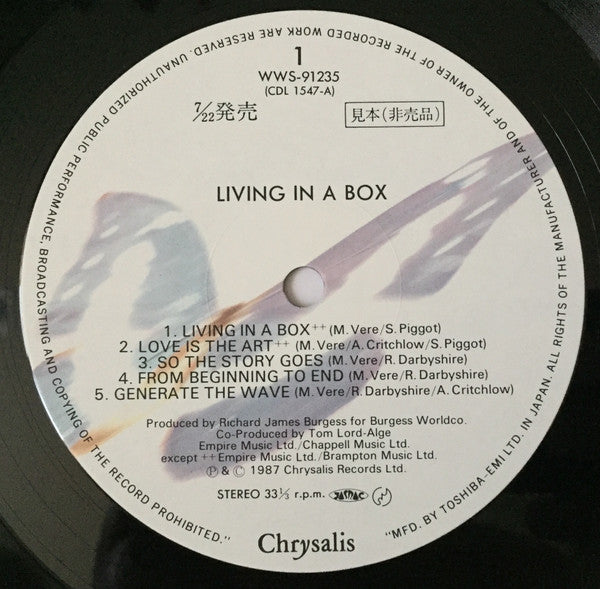 1
WWS-91235
(CDL 1547-A)
7/22発売
見本(非売品)
LIVING IN A BOX
1. LIVING IN A BOX++ (M. Vere/S. Piggot)
2. LOVE IS THE ART++ (M. Vere/A. Critchlow/S. Piggot)
3. SO THE STORY GOES (M. Vere/R. Darbyshire)
4. FROM BEGINNING TO END (M. Vere/R. Darbyshire)
5. GENERATE THE WAVE (M. Vere/R. Darbyshire/A. Critchlow)
Produced by Richard James Burgess for Burgess Worldco.
Co-Produced by Tom Lord-Alge
Empire Music Ltd./Chappell Music Ltd.
except ++Empire Music Ltd./Brampton Music Ltd.
℗ & © 1987 Chrysalis Records Ltd.
STEREO 33⅓ r.p.m. JASRAC
Chrysalis
"MFD. BY TOSHIBA-EMI LTD. IN JAPAN. ALL RIGHTS OF THE MANUFACTURER AND OF THE OWNER OF THE RECORDED WORK ARE RESERVED. UNAUTHORIZED PUBLIC PERFORMANCE, BROADCASTING AND COPYING OF THE RECORD PROHIBITED."